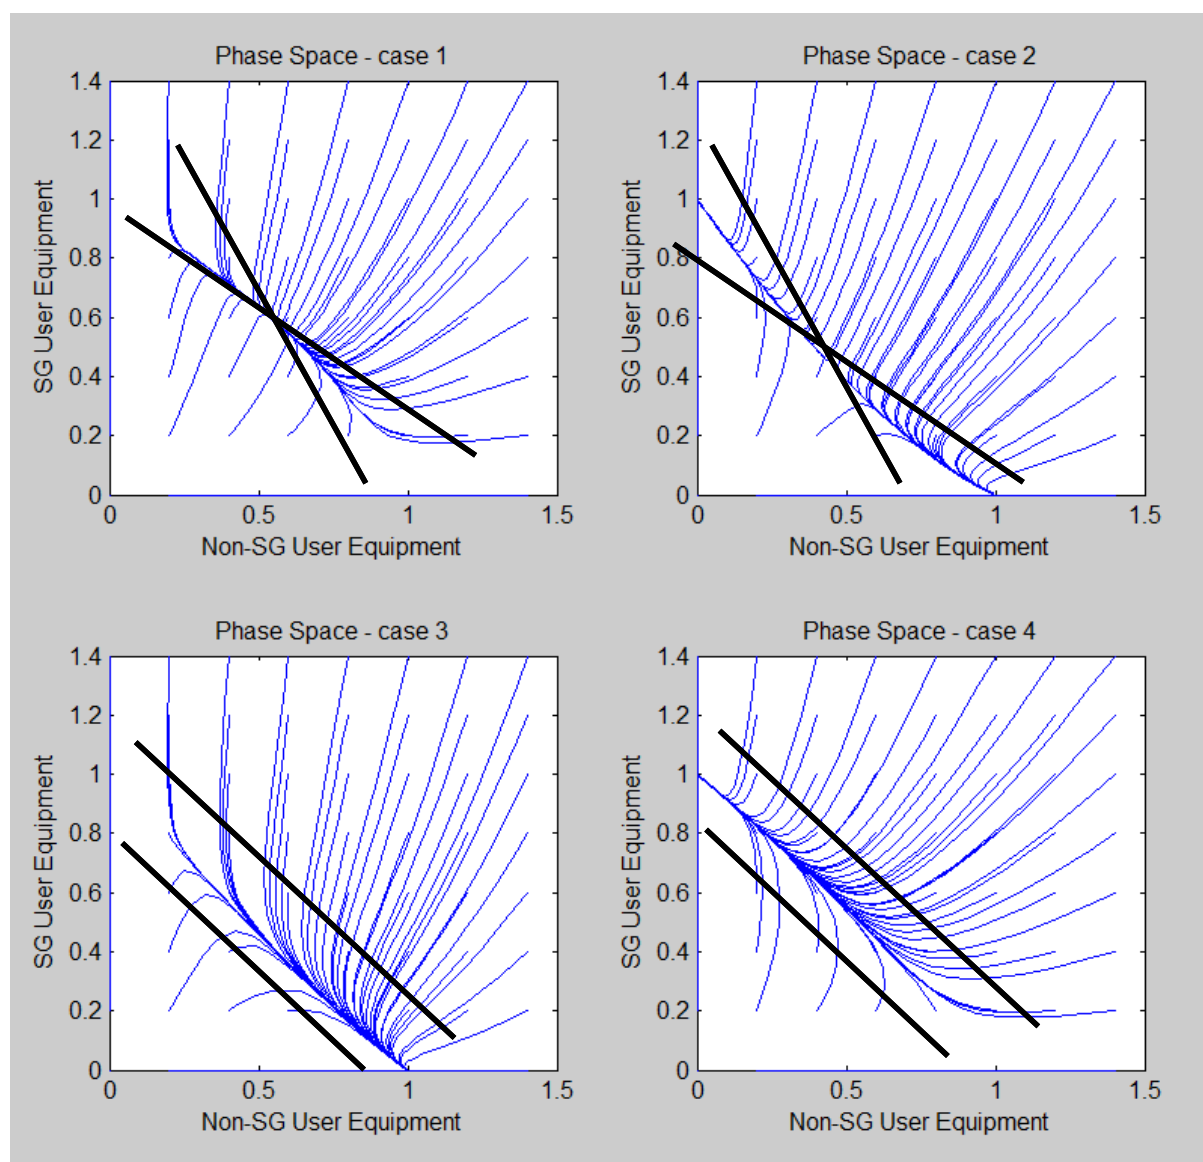 Phase Space - case 1
1.4
1.2
1
0.8
0.6
0.4
0.2
0
SG User Equipment
0 0.5 1 1.5
Non-SG User Equipment
Phase Space - case 2
1.4
1.2
1
0.8
0.6
0.4
0.2
0
SG User Equipment
0 0.5 1 1.5
Non-SG User Equipment
Phase Space - case 3
1.4
1.2
1
0.8
0.6
0.4
0.2
0
SG User Equipment
0 0.5 1 1.5
Non-SG User Equipment
Phase Space - case 4
1.4
1.2
1
0.8
0.6
0.4
0.2
0
SG User Equipment
0 0.5 1 1.5
Non-SG User Equipment